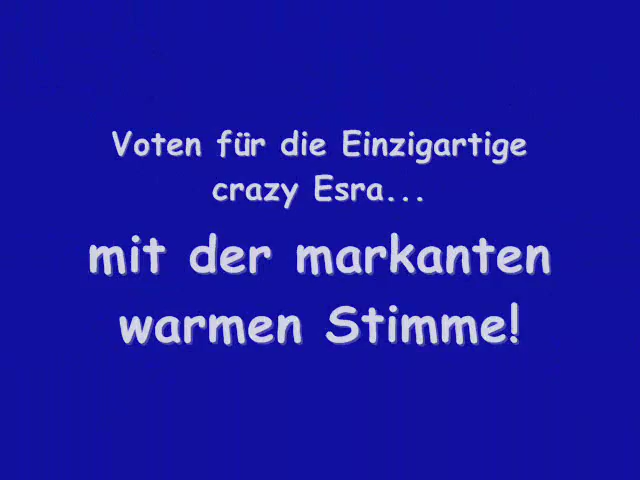 Voten für die Einzigartige
crazy Esra...
mit der markanten
warmen Stimme!